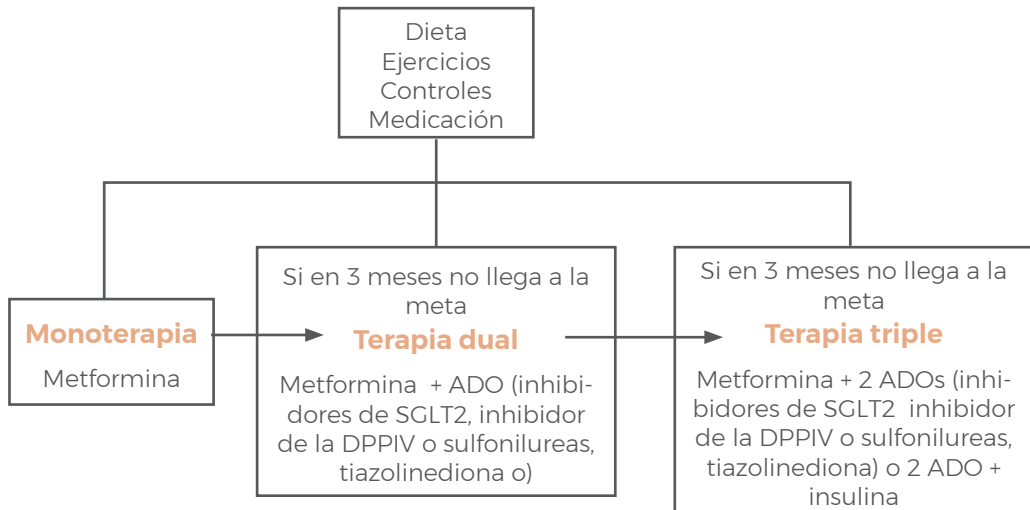 Dieta
Ejercicios
Controles
Medicación
Monoterapia
Metformina
Si en 3 meses no llega a la
meta
Terapia dual
Metformina + ADO (inhibi-
dores de SGLT2, inhibidor
de la DPPIV o sulfonilureas,
tiazolinediona o)
Si en 3 meses no llega a la
meta
Terapia triple
Metformina + 2 ADOs (inhi-
bidores de SGLT2 inhibidor
de la DPPIV o sulfonilureas,
tiazolinediona) o 2 ADO +
insulina